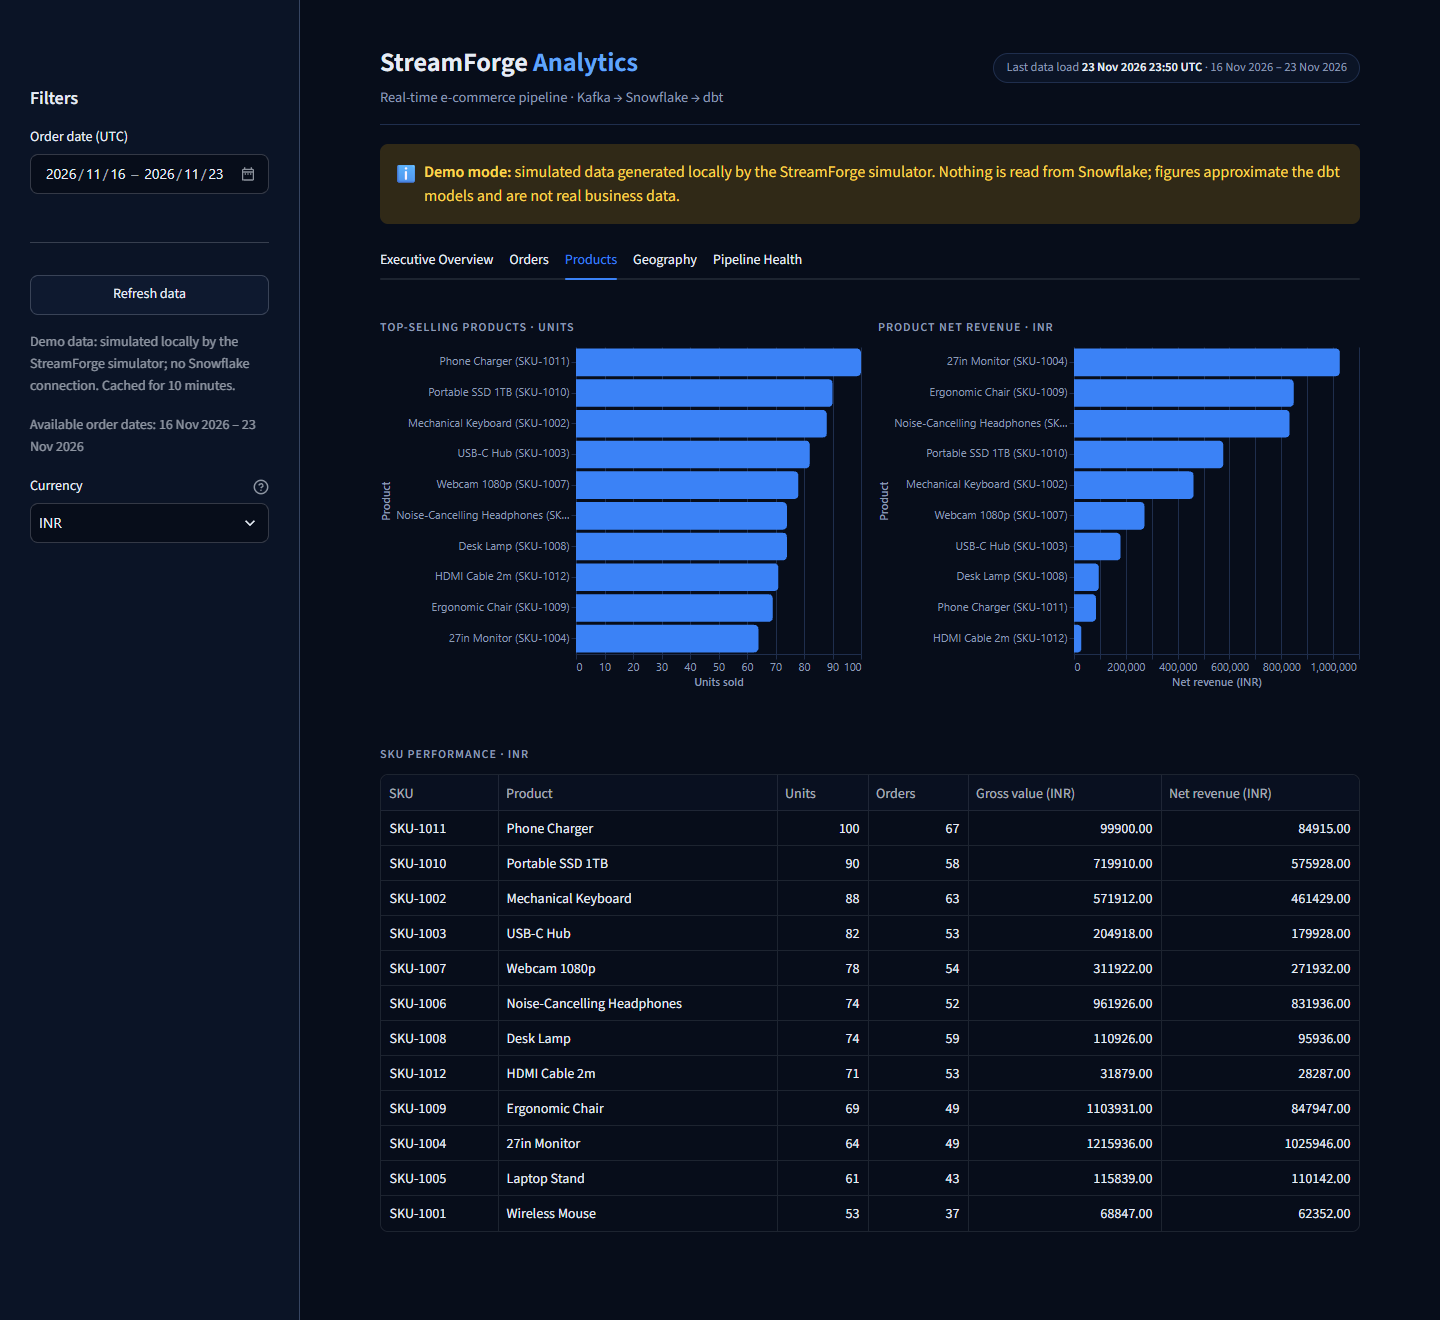 Filters
Order date (UTC)
2026/11/16 – 2026/11/23
Refresh data
Demo data: simulated locally by the
StreamForge simulator; no Snowflake
connection. Cached for 10 minutes.
Available order dates: 16 Nov 2026 – 23
Nov 2026
Currency
INR
StreamForge Analytics
Last data load 23 Nov 2026 23:50 UTC · 16 Nov 2026 – 23 Nov 2026
Real-time e-commerce pipeline · Kafka → Snowflake → dbt
Demo mode: simulated data generated locally by the StreamForge simulator. Nothing is read from Snowflake; figures approximate the dbt
models and are not real business data.
Executive Overview Orders Products Geography Pipeline Health
TOP-SELLING PRODUCTS · UNITS
Product
Phone Charger (SKU-1011)
Portable SSD 1TB (SKU-1010)
Mechanical Keyboard (SKU-1002)
USB-C Hub (SKU-1003)
Webcam 1080p (SKU-1007)
Noise-Cancelling Headphones (SK...
Desk Lamp (SKU-1008)
HDMI Cable 2m (SKU-1012)
Ergonomic Chair (SKU-1009)
27in Monitor (SKU-1004)
0 10 20 30 40 50 60 70 80 90 100
Units sold
PRODUCT NET REVENUE · INR
Product
27in Monitor (SKU-1004)
Ergonomic Chair (SKU-1009)
Noise-Cancelling Headphones (SK...
Portable SSD 1TB (SKU-1010)
Mechanical Keyboard (SKU-1002)
Webcam 1080p (SKU-1007)
USB-C Hub (SKU-1003)
Desk Lamp (SKU-1008)
Phone Charger (SKU-1011)
HDMI Cable 2m (SKU-1012)
0 200,000 400,000 600,000 800,000 1,000,000
Net revenue (INR)
SKU PERFORMANCE · INR
SKU Product Units Orders Gross value (INR) Net revenue (INR)
SKU-1011 Phone Charger 100 67 99900.00 84915.00
SKU-1010 Portable SSD 1TB 90 58 719910.00 575928.00
SKU-1002 Mechanical Keyboard 88 63 571912.00 461429.00
SKU-1003 USB-C Hub 82 53 204918.00 179928.00
SKU-1007 Webcam 1080p 78 54 311922.00 271932.00
SKU-1006 Noise-Cancelling Headphones 74 52 961926.00 831936.00
SKU-1008 Desk Lamp 74 59 110926.00 95936.00
SKU-1012 HDMI Cable 2m 71 53 31879.00 28287.00
SKU-1009 Ergonomic Chair 69 49 1103931.00 847947.00
SKU-1004 27in Monitor 64 49 1215936.00 1025946.00
SKU-1005 Laptop Stand 61 43 115839.00 110142.00
SKU-1001 Wireless Mouse 53 37 68847.00 62352.00